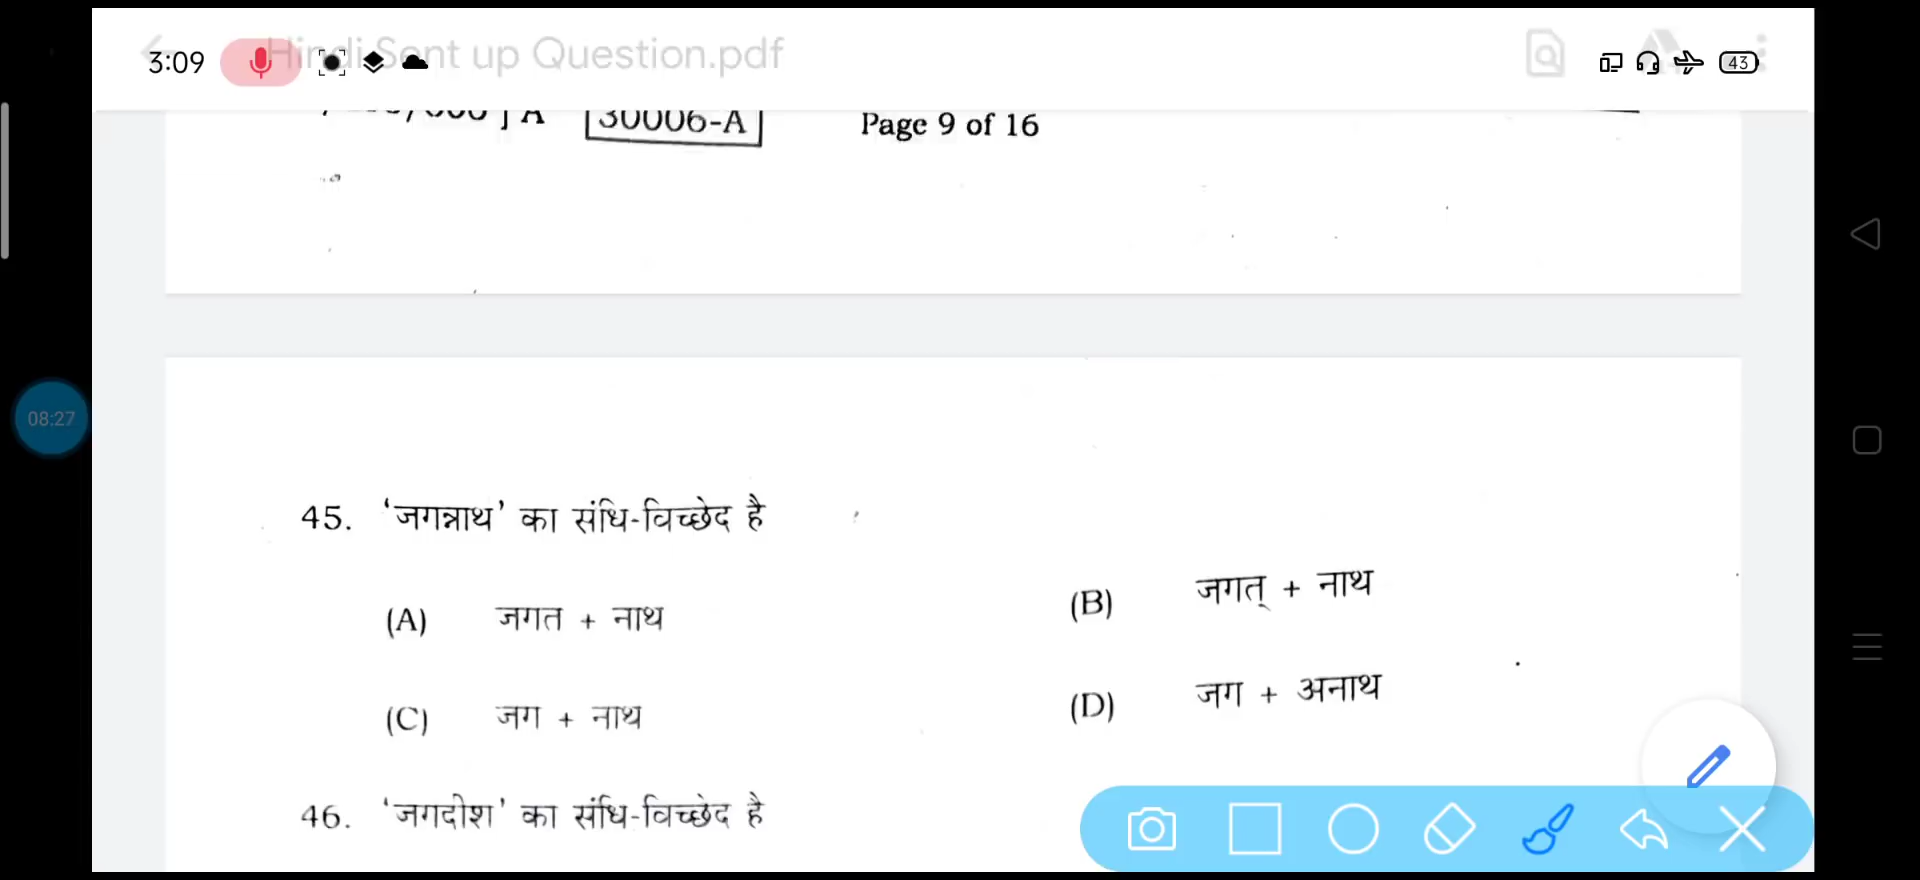 3:09
Hindi Sent up Question.pdf
43
A 30006-A Page 9 of 16
08:27
45. ‘जगन्नाथ’ का संधि-विच्छेद है
(A) जगत + नाथ (B) जगत् + नाथ
(C) जग + नाथ (D) जग + अनाथ
46. ‘जगदीश’ का संधि-विच्छेद है